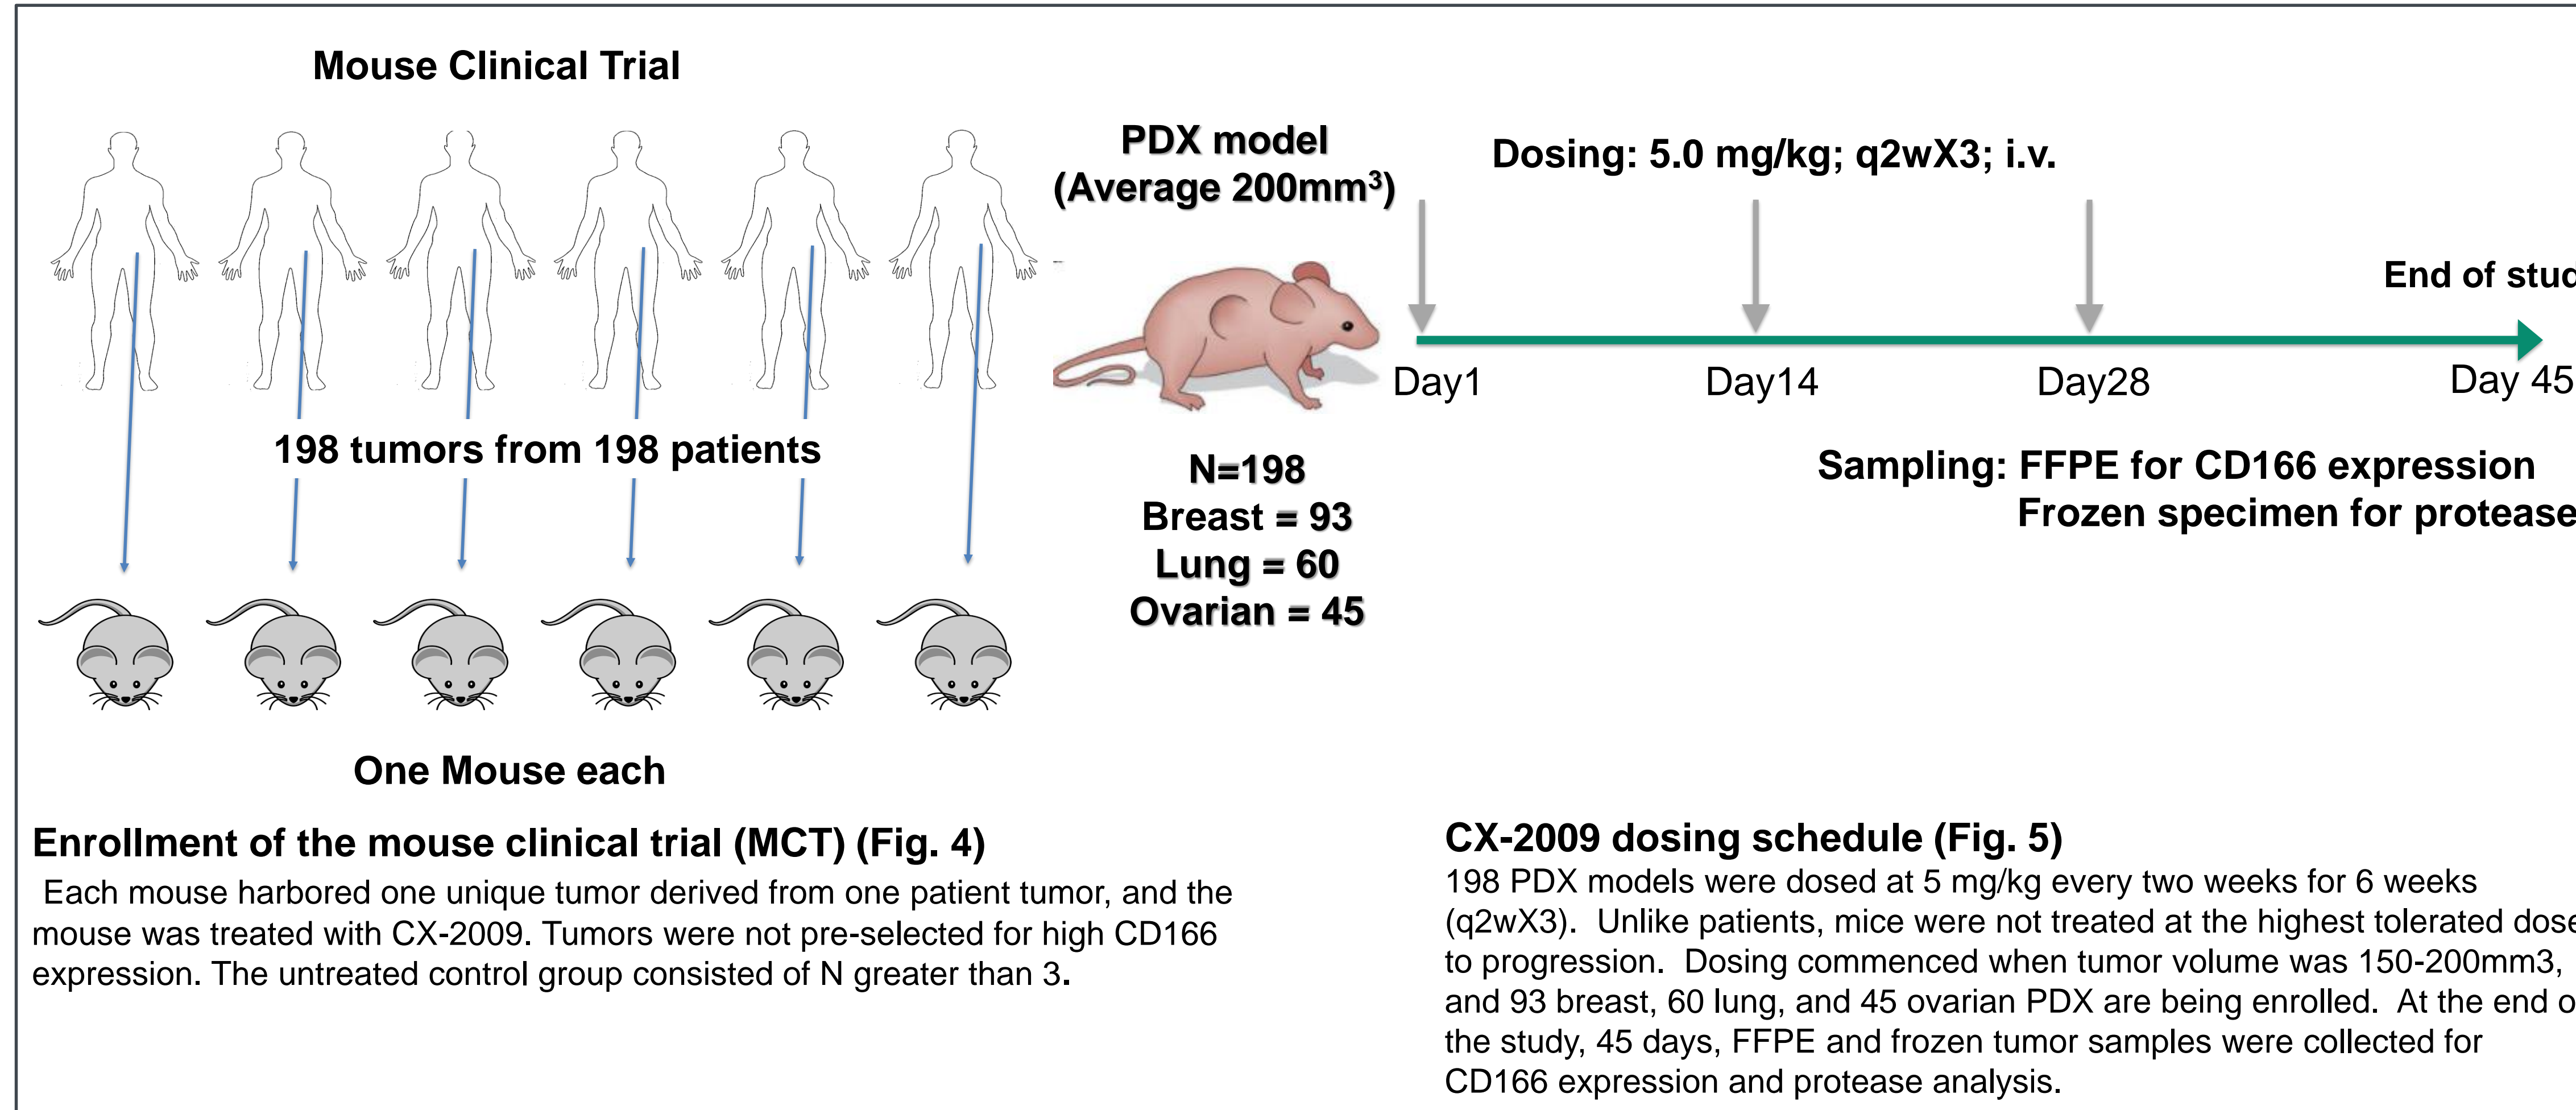 Mouse Clinical Trial
198 tumors from 198 patients
One Mouse each
PDX model
(Average 200mm³)
N=198
Breast = 93
Lung = 60
Ovarian = 45
Dosing: 5.0 mg/kg; q2wX3; i.v.
End of stud
Day1
Day14
Day28
Day 45
Sampling: FFPE for CD166 expression
Frozen specimen for protease
Enrollment of the mouse clinical trial (MCT) (Fig. 4)
Each mouse harbored one unique tumor derived from one patient tumor, and the
mouse was treated with CX-2009. Tumors were not pre-selected for high CD166
expression. The untreated control group consisted of N greater than 3.
CX-2009 dosing schedule (Fig. 5)
198 PDX models were dosed at 5 mg/kg every two weeks for 6 weeks
(q2wX3). Unlike patients, mice were not treated at the highest tolerated dose
to progression. Dosing commenced when tumor volume was 150-200mm3,
and 93 breast, 60 lung, and 45 ovarian PDX are being enrolled. At the end o
the study, 45 days, FFPE and frozen tumor samples were collected for
CD166 expression and protease analysis.